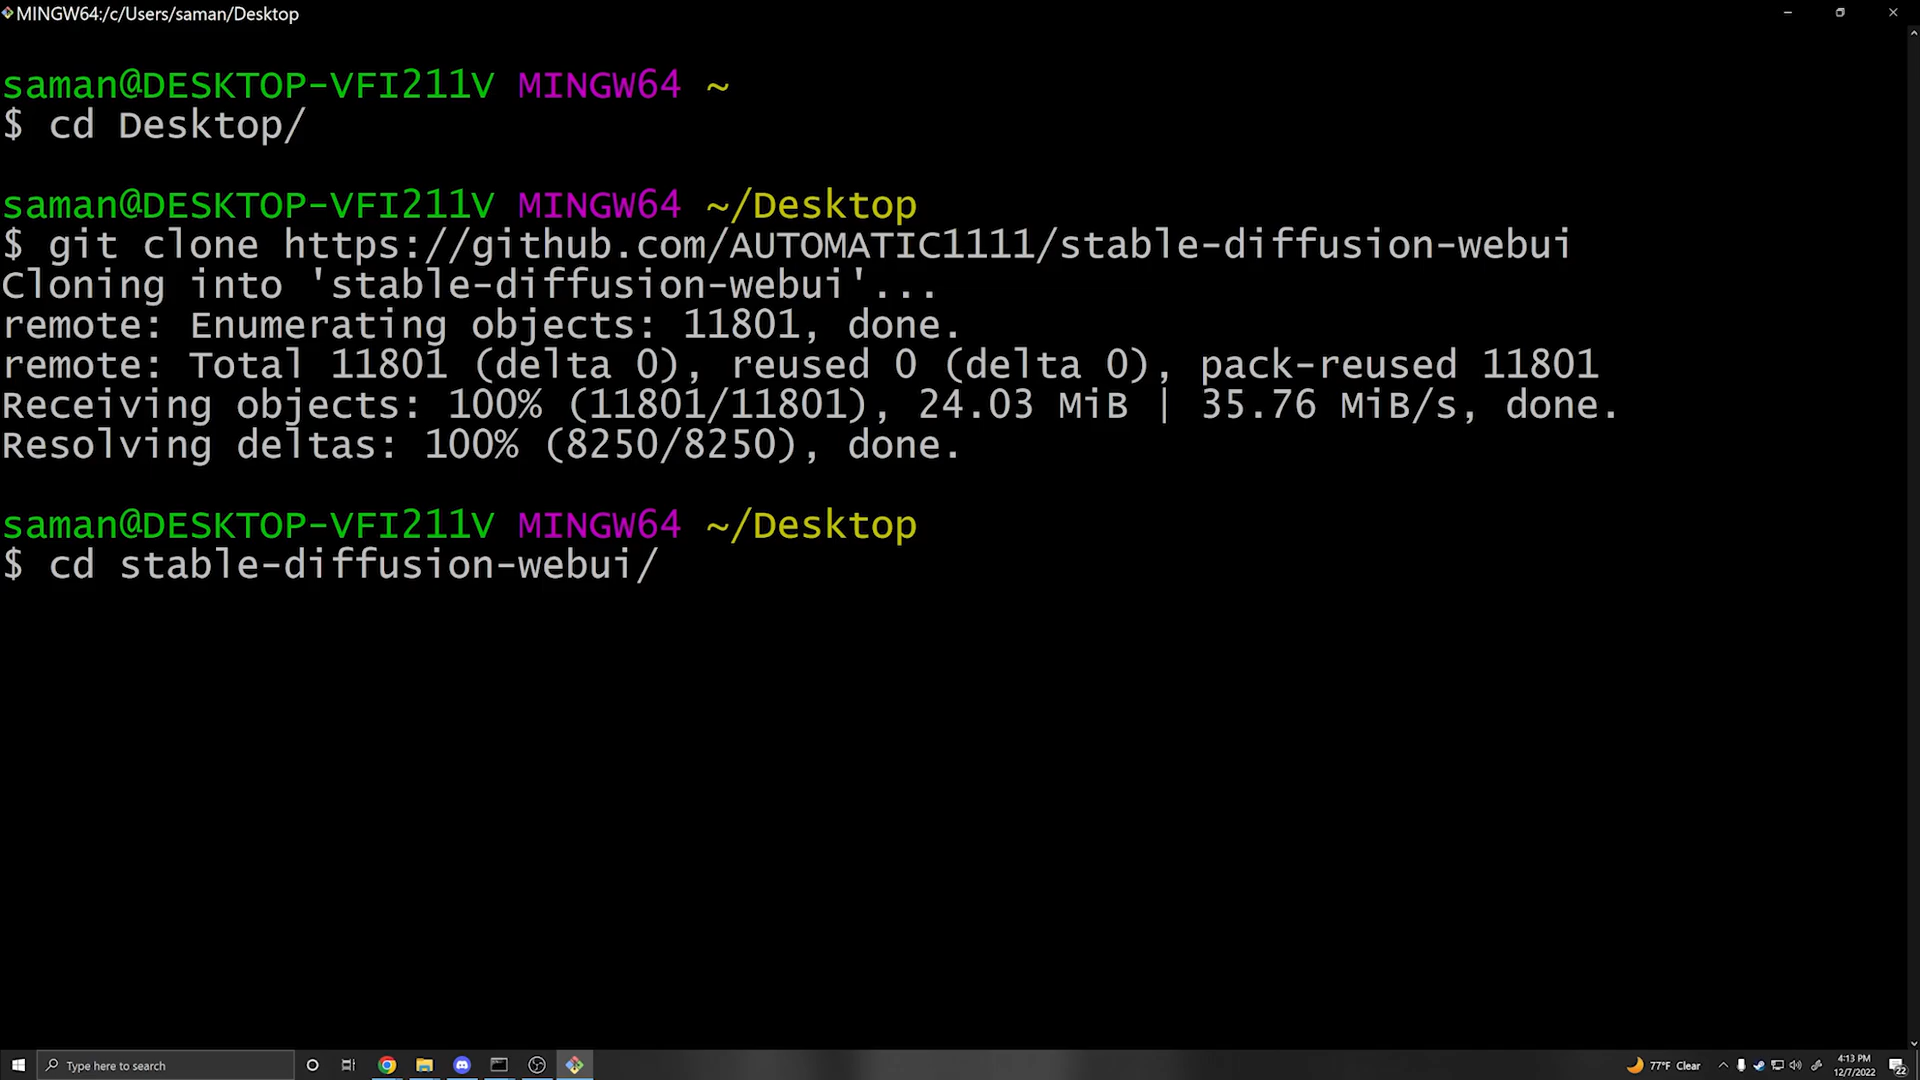 MINGW64:/c/Users/saman/Desktop
saman@DESKTOP-VFI211V MINGW64 ~
$ cd Desktop/
saman@DESKTOP-VFI211V MINGW64 ~/Desktop
$ git clone https://github.com/AUTOMATIC1111/stable-diffusion-webui
Cloning into 'stable-diffusion-webui'...
remote: Enumerating objects: 11801, done.
remote: Total 11801 (delta 0), reused 0 (delta 0), pack-reused 11801
Receiving objects: 100% (11801/11801), 24.03 MiB | 35.76 MiB/s, done.
Resolving deltas: 100% (8250/8250), done.
saman@DESKTOP-VFI211V MINGW64 ~/Desktop
$ cd stable-diffusion-webui/
Type here to search
77°F Clear
4:13 PM
12/7/2022
22